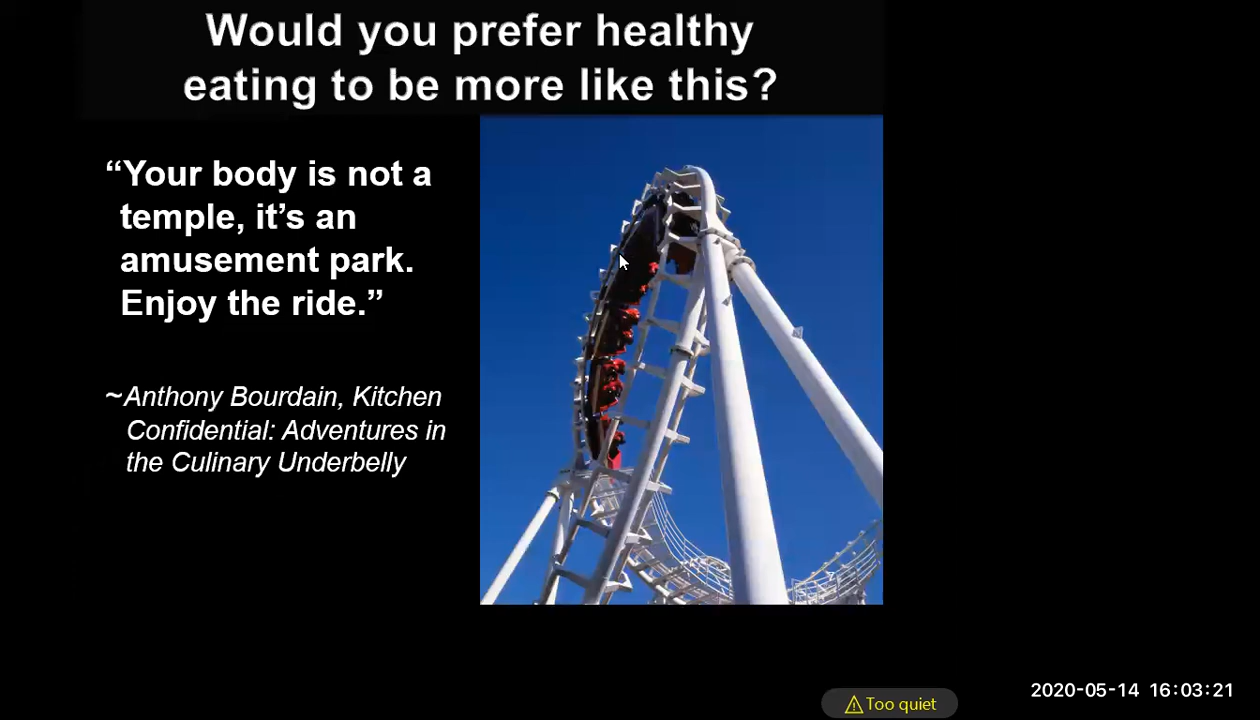 Would you prefer healthy
eating to be more like this?
“Your body is not a
temple, it’s an
amusement park.
Enjoy the ride.”
~Anthony Bourdain, Kitchen
Confidential: Adventures in
the Culinary Underbelly
Too quiet
2020-05-14 16:03:21